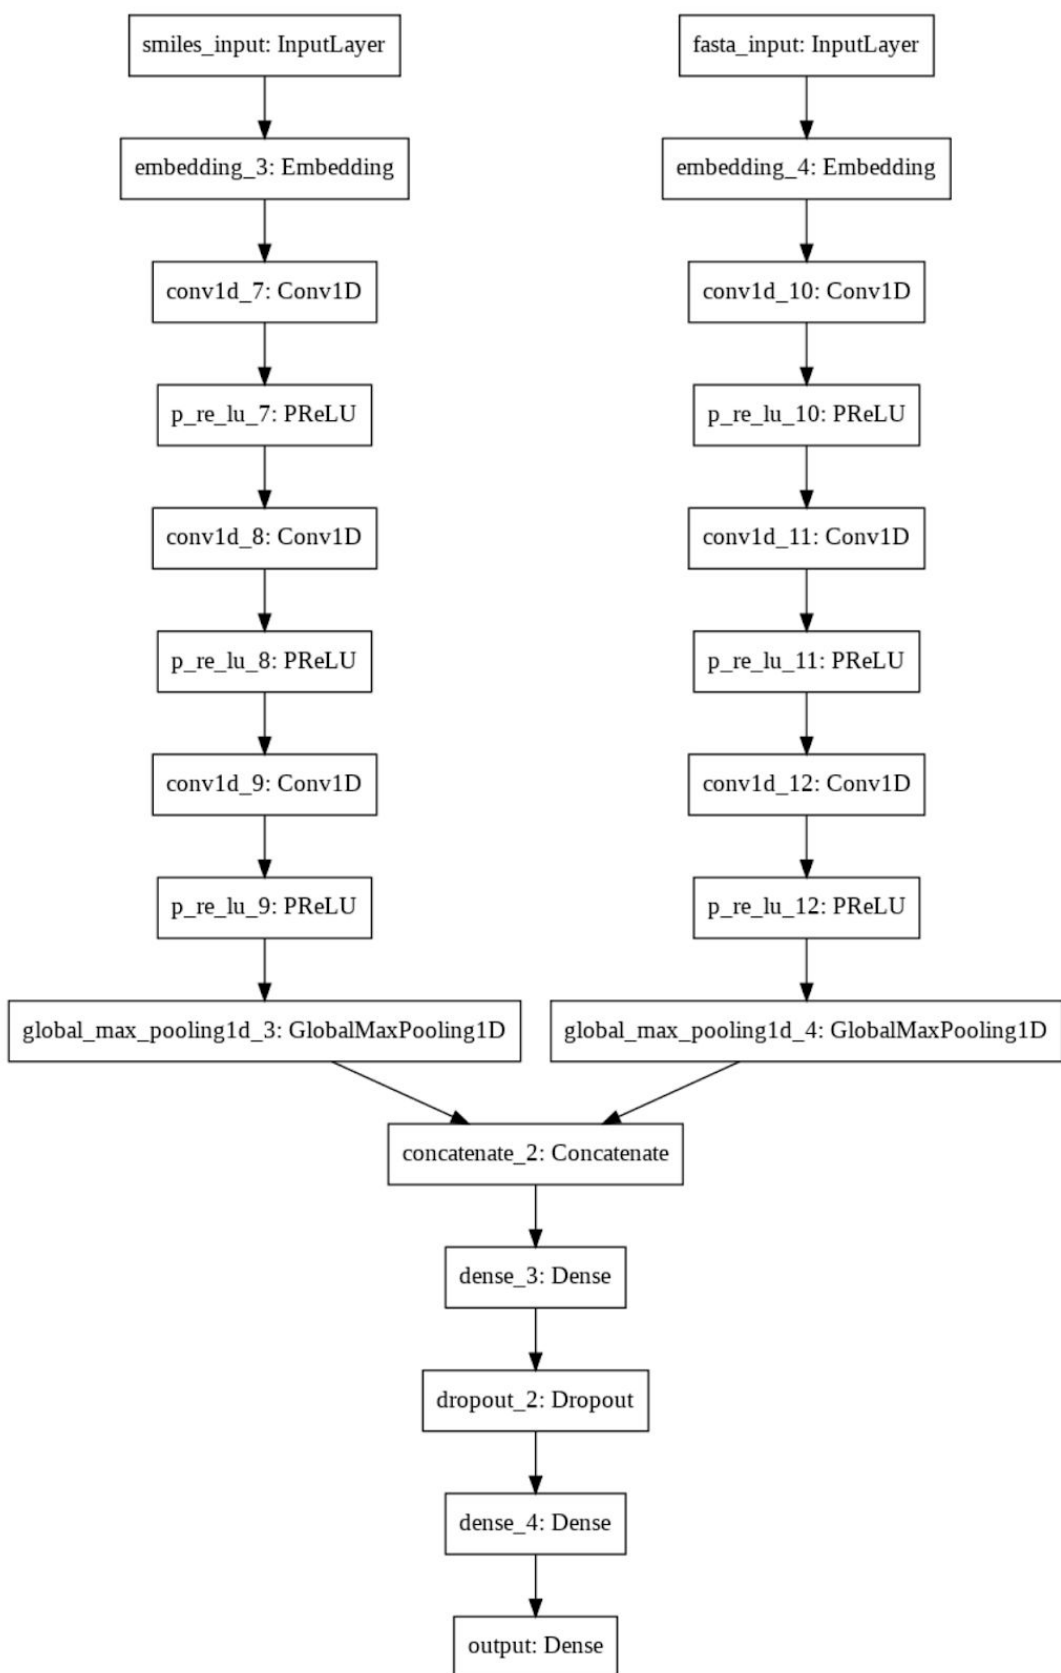 smiles_input: InputLayer
fasta_input: InputLayer
embedding_3: Embedding
embedding_4: Embedding
conv1d_7: Conv1D
conv1d_10: Conv1D
p_re_lu_7: PReLU
p_re_lu_10: PReLU
conv1d_8: Conv1D
conv1d_11: Conv1D
p_re_lu_8: PReLU
p_re_lu_11: PReLU
conv1d_9: Conv1D
conv1d_12: Conv1D
p_re_lu_9: PReLU
p_re_lu_12: PReLU
global_max_pooling1d_3: GlobalMaxPooling1D
global_max_pooling1d_4: GlobalMaxPooling1D
concatenate_2: Concatenate
dense_3: Dense
dropout_2: Dropout
dense_4: Dense
output: Dense